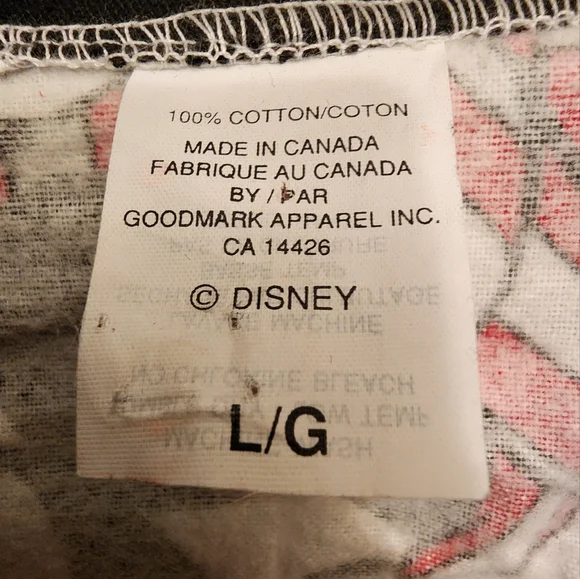 100% COTTON/COTON
MADE IN CANADA
FABRIQUE AU CANADA
BY / PAR
GOODMARK APPAREL INC.
CA 14426
© DISNEY
L/G